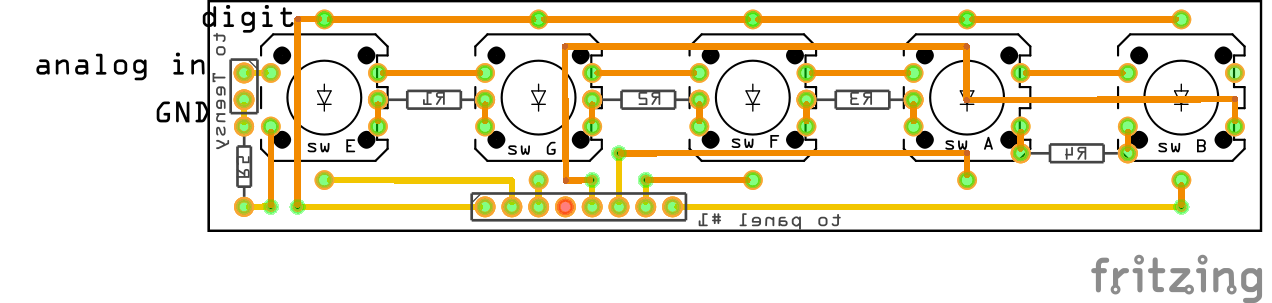 digit
analog in
GND
to Teensy
R1
R5
R3
R4
R5
sw E
sw G
sw F
sw A
sw B
to panel #1
fritzing